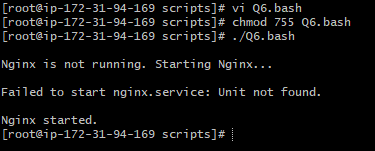 [root@ip-172-31-94-169 scripts]# vi Q6.bash
[root@ip-172-31-94-169 scripts]# chmod 755 Q6.bash
[root@ip-172-31-94-169 scripts]# ./Q6.bash
Nginx is not running. Starting Nginx...
Failed to start nginx.service: Unit not found.
Nginx started.
[root@ip-172-31-94-169 scripts]#